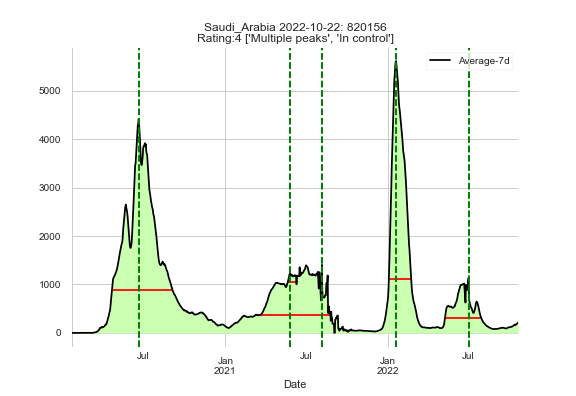 Saudi_Arabia 2022-10-22: 820156
Rating:4 ['Multiple peaks', 'In control']
Average-7d
5000
4000
3000
2000
1000
0
Jul
Jan
2021
Jul
Jan
2022
Jul
Date